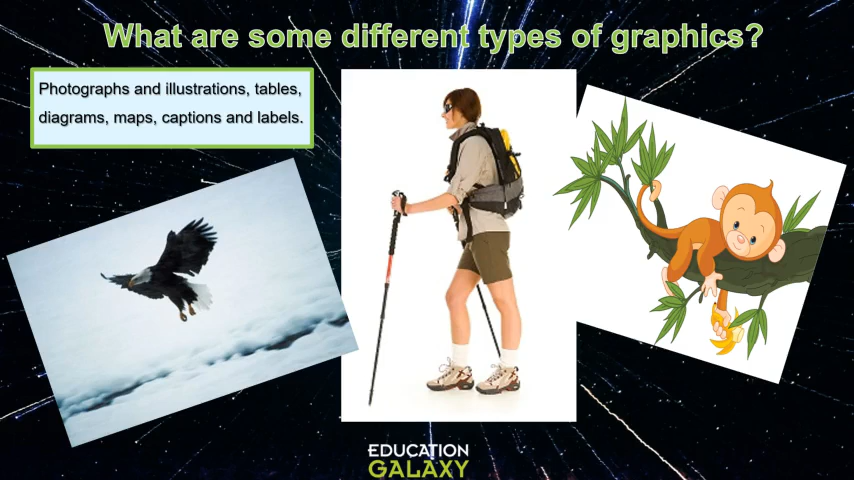 What are some different types of graphics?
Photographs and illustrations, tables,
diagrams, maps, captions and labels.
EDUCATION
GALAXY